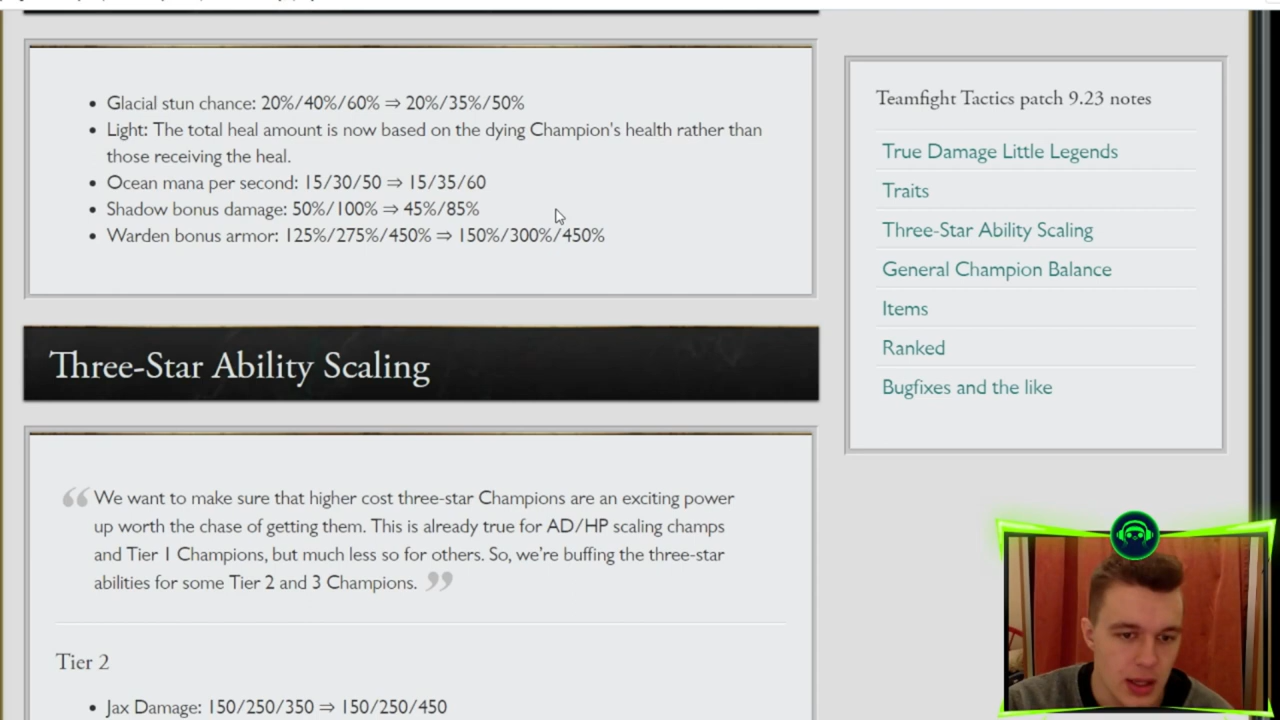 • Glacial stun chance: 20%/40%/60% ⇒ 20%/35%/50%
• Light: The total heal amount is now based on the dying Champion's health rather than
those receiving the heal.
• Ocean mana per second: 15/30/50 ⇒ 15/35/60
• Shadow bonus damage: 50%/100% ⇒ 45%/85%
• Warden bonus armor: 125%/275%/450% ⇒ 150%/300%/450%
Three-Star Ability Scaling
“We want to make sure that higher cost three-star Champions are an exciting power
up worth the chase of getting them. This is already true for AD/HP scaling champs
and Tier 1 Champions, but much less so for others. So, we’re buffing the three-star
abilities for some Tier 2 and 3 Champions.”
Tier 2
• Jax Damage: 150/250/350 ⇒ 150/250/450
Teamfight Tactics patch 9.23 notes
True Damage Little Legends
Traits
Three-Star Ability Scaling
General Champion Balance
Items
Ranked
Bugfixes and the like